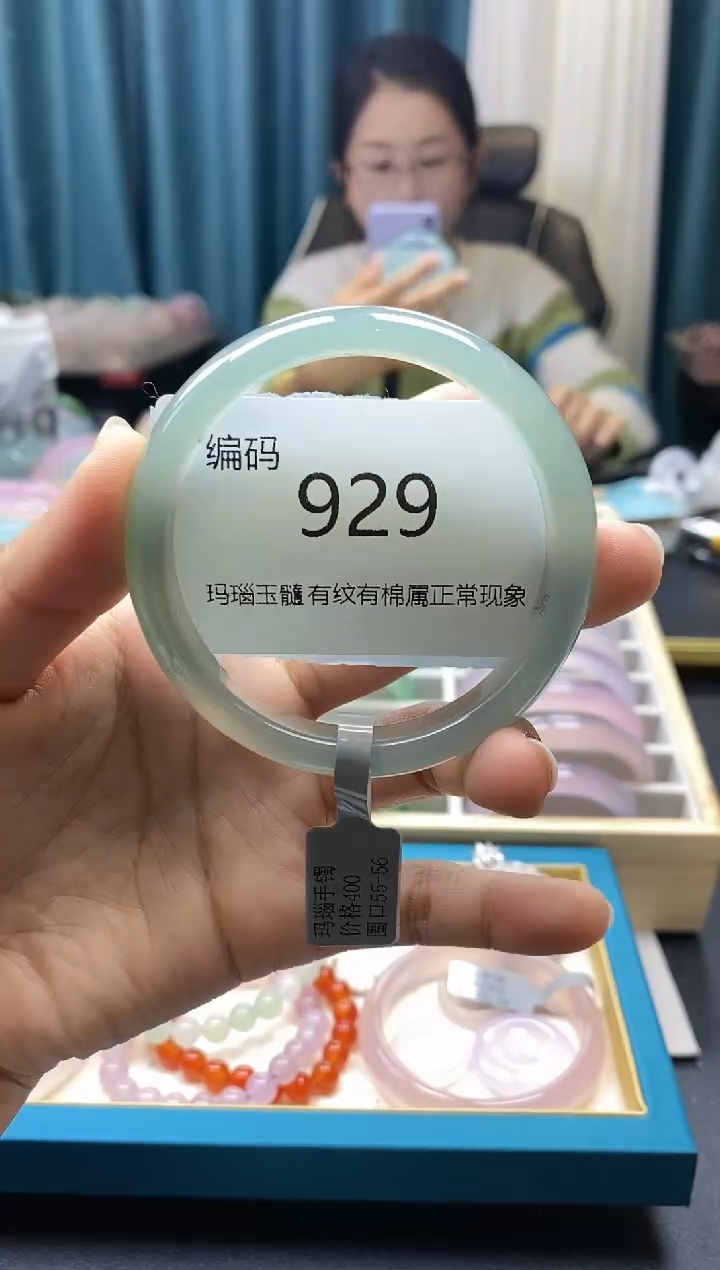 编码
929
玛瑙玉髓有纹有棉属正常现象
玛瑙手镯
价格400
圈口55-56